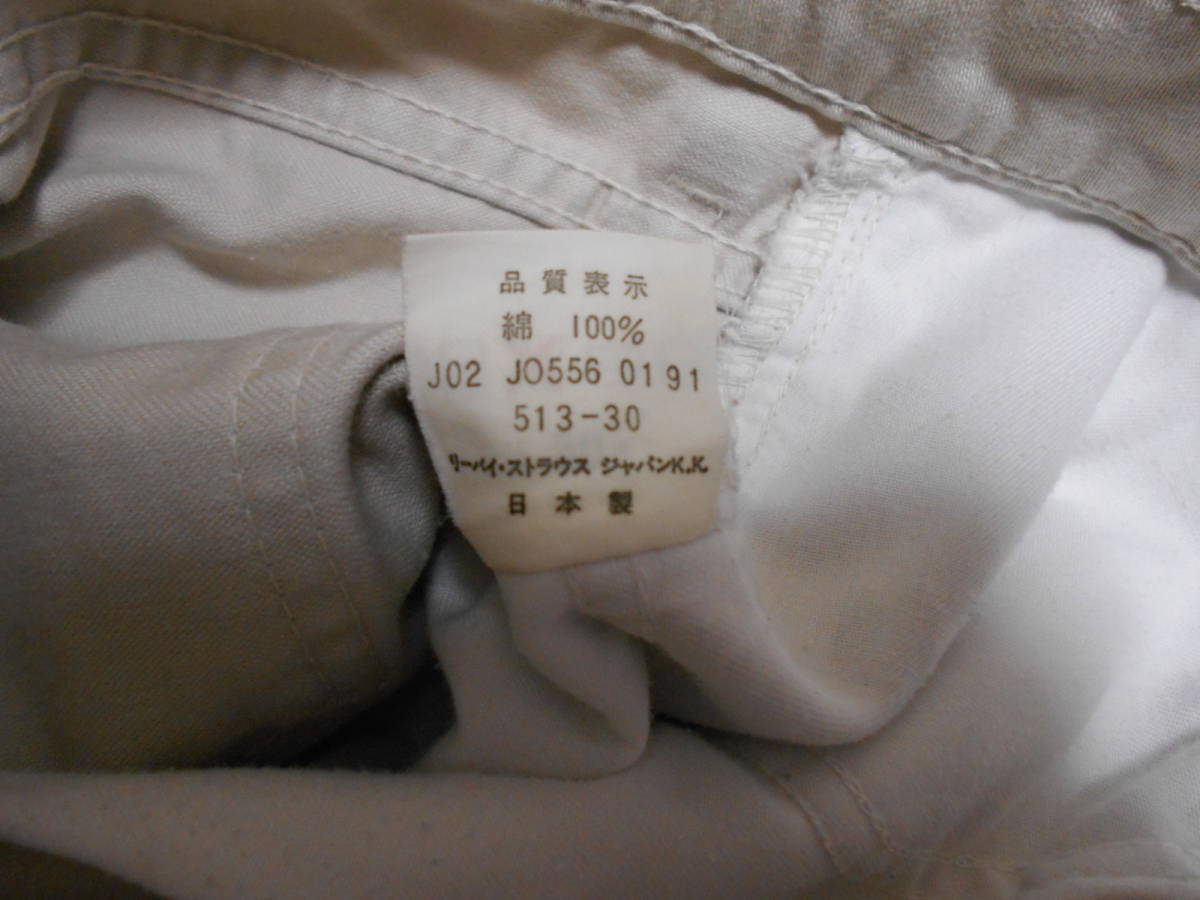 品質表示
綿 100%
J02 JO556 0191
513-30
リーバイ・ストラウス ジャパンK.K.
日本製